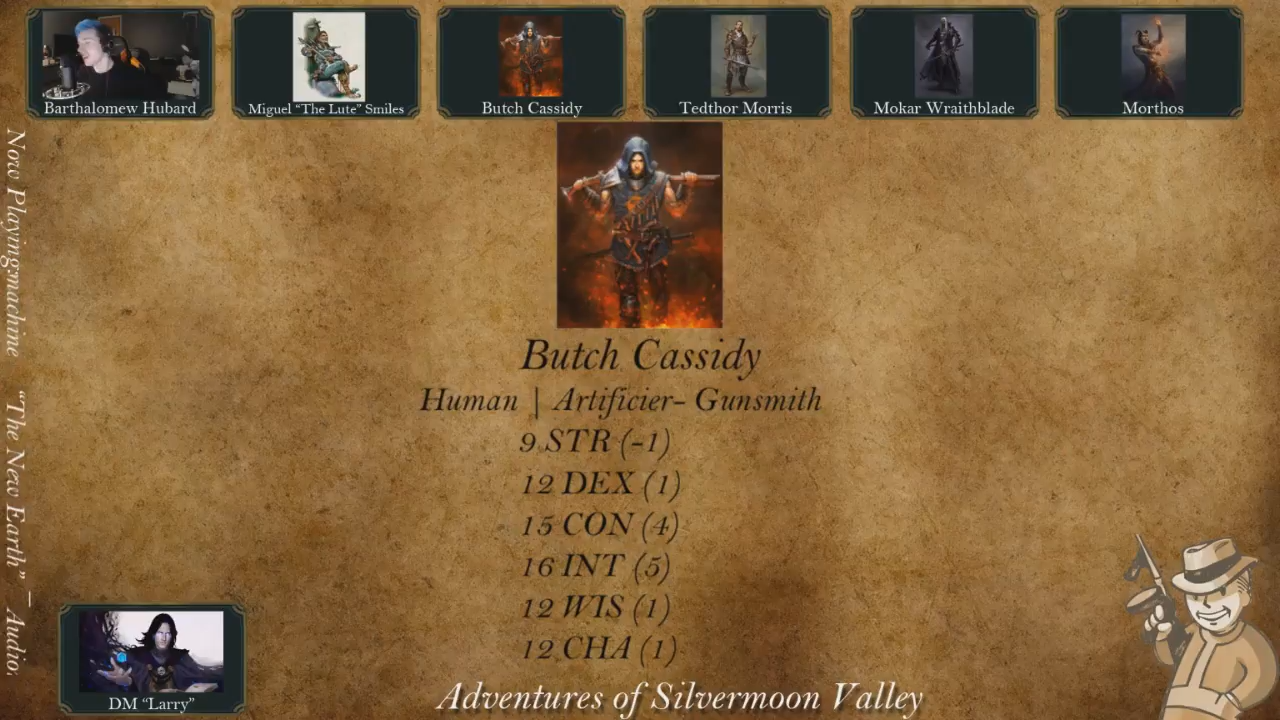 Barthalomew Hubard
Miguel “The Lute” Smiles
Butch Cassidy
Tedthor Morris
Mokar Wraithblade
Morthos
Now Playing:machine “The New Earth” – Audio.
Butch Cassidy
Human | Artificier- Gunsmith
9 STR (-1)
12 DEX (1)
15 CON (4)
16 INT (5)
12 WIS (1)
12 CHA (1)
DM “Larry”
Adventures of Silvermoon Valley